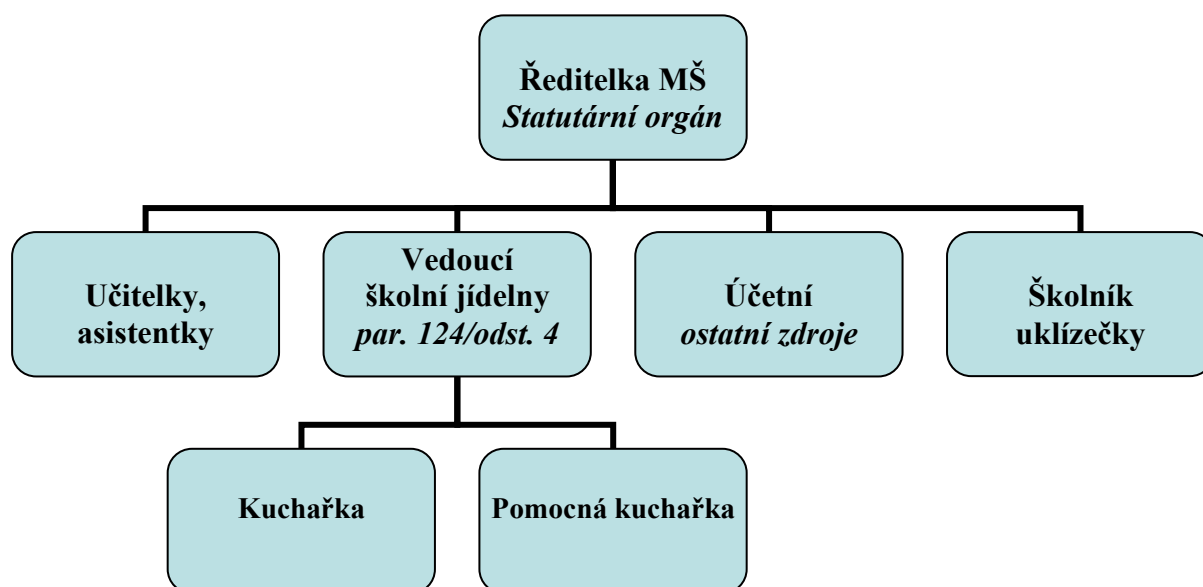 Ředitelka MŠ
Statutární orgán
Učitelky,
asistentky
Vedoucí
školní jídelny
par. 124/odst. 4
Účetní
ostatní zdroje
Školník
uklízečky
Kuchařka
Pomocná kuchařka